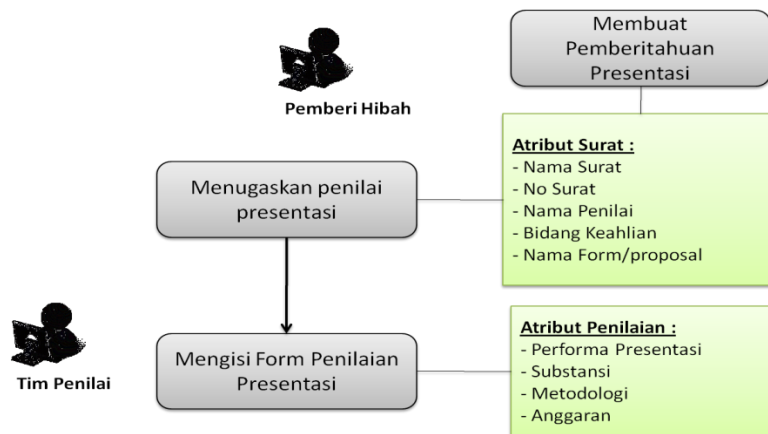 Membuat
Pemberitahuan
Presentasi
Pemberi Hibah
Atribut Surat :
- Nama Surat
- No Surat
- Nama Penilai
- Bidang Keahlian
- Nama Form/proposal
Menugaskan penilai
presentasi
Tim Penilai
Mengisi Form Penilaian
Presentasi
Atribut Penilaian :
- Performa Presentasi
- Substansi
- Metodologi
- Anggaran